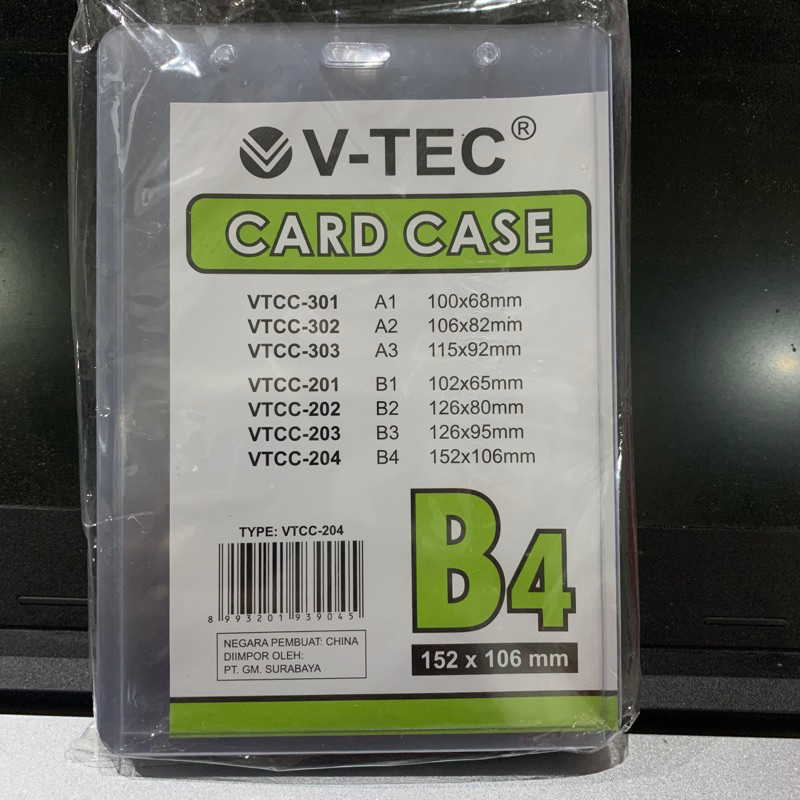 V-TEC®
CARD CASE
VTCC-301 A1 100x68mm
VTCC-302 A2 106x82mm
VTCC-303 A3 115x92mm
VTCC-201 B1 102x65mm
VTCC-202 B2 126x80mm
VTCC-203 B3 126x95mm
VTCC-204 B4 152x106mm
TYPE: VTCC-204
8 993201 939045
B4
152 x 106 mm
NEGARA PEMBUAT: CHINA
DIIMPOR OLEH:
PT. GM. SURABAYA